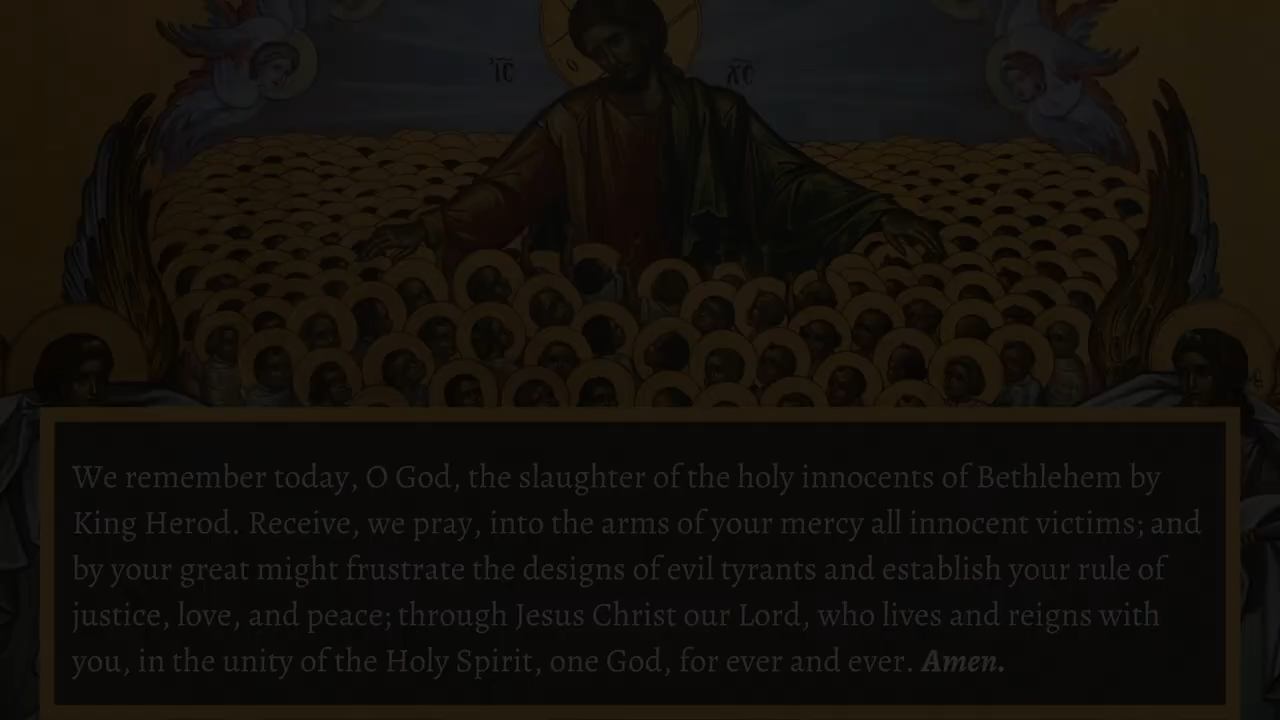 ἾC
Χ͂C
We remember today, O God, the slaughter of the holy innocents of Bethlehem by
King Herod. Receive, we pray, into the arms of your mercy all innocent victims; and
by your great might frustrate the designs of evil tyrants and establish your rule of
justice, love, and peace; through Jesus Christ our Lord, who lives and reigns with
you, in the unity of the Holy Spirit, one God, for ever and ever. Amen.